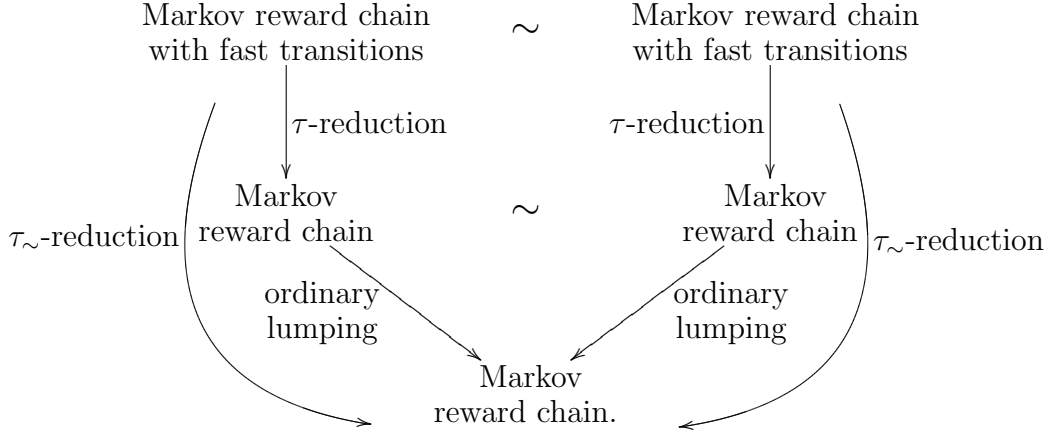 Markov reward chain ∼ Markov reward chain
with fast transitions with fast transitions
τ-reduction τ-reduction
Markov ∼ Markov
reward chain reward chain
τ∼-reduction τ∼-reduction
ordinary ordinary
lumping lumping
Markov
reward chain.